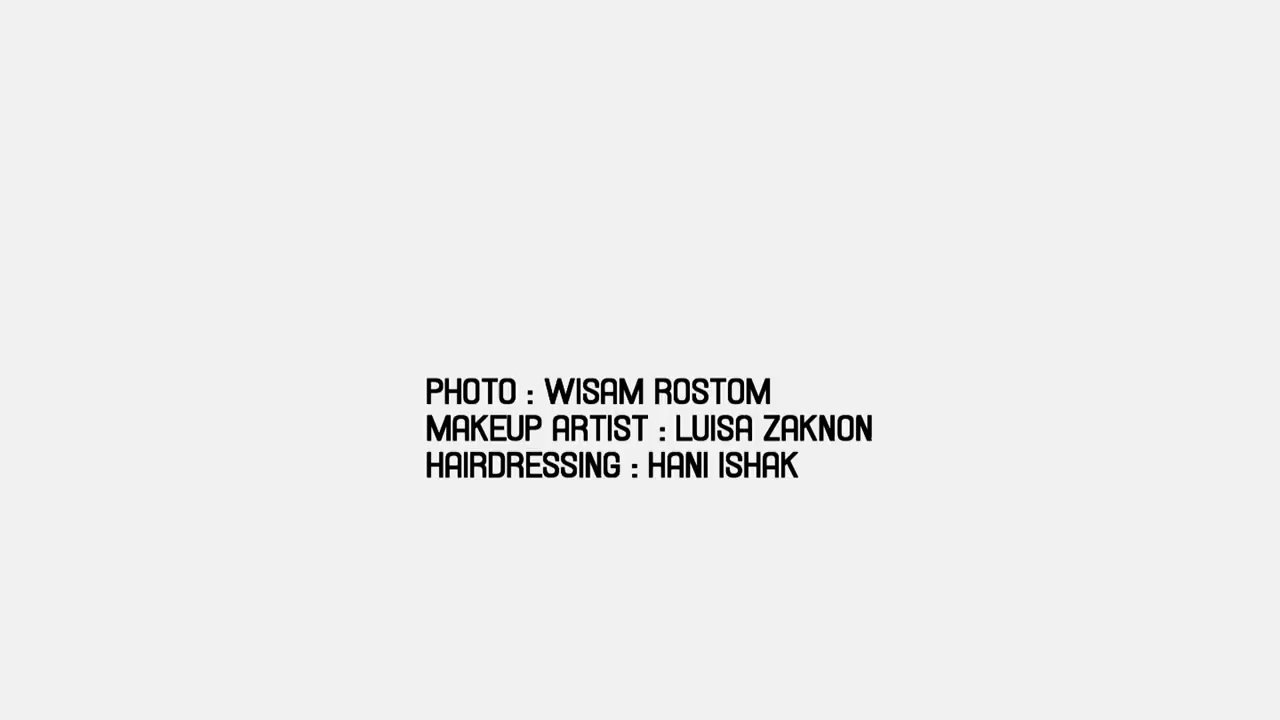 PHOTO : WISAM ROSTOM
MAKEUP ARTIST : LUISA ZAKNON
HAIRDRESSING : HANI ISHAK